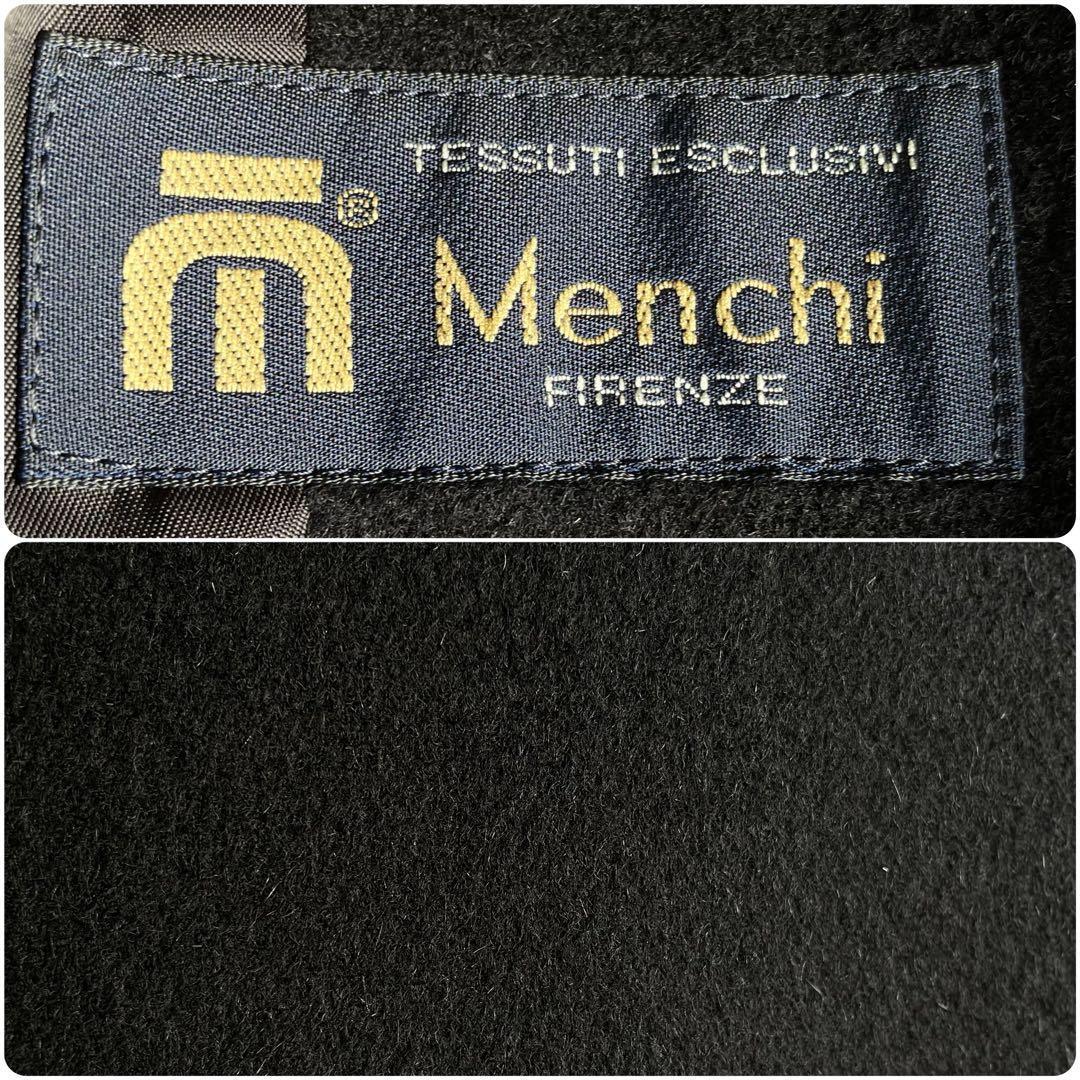 TESSUTI ESCLUSIVI
®
Menchi
FIRENZE